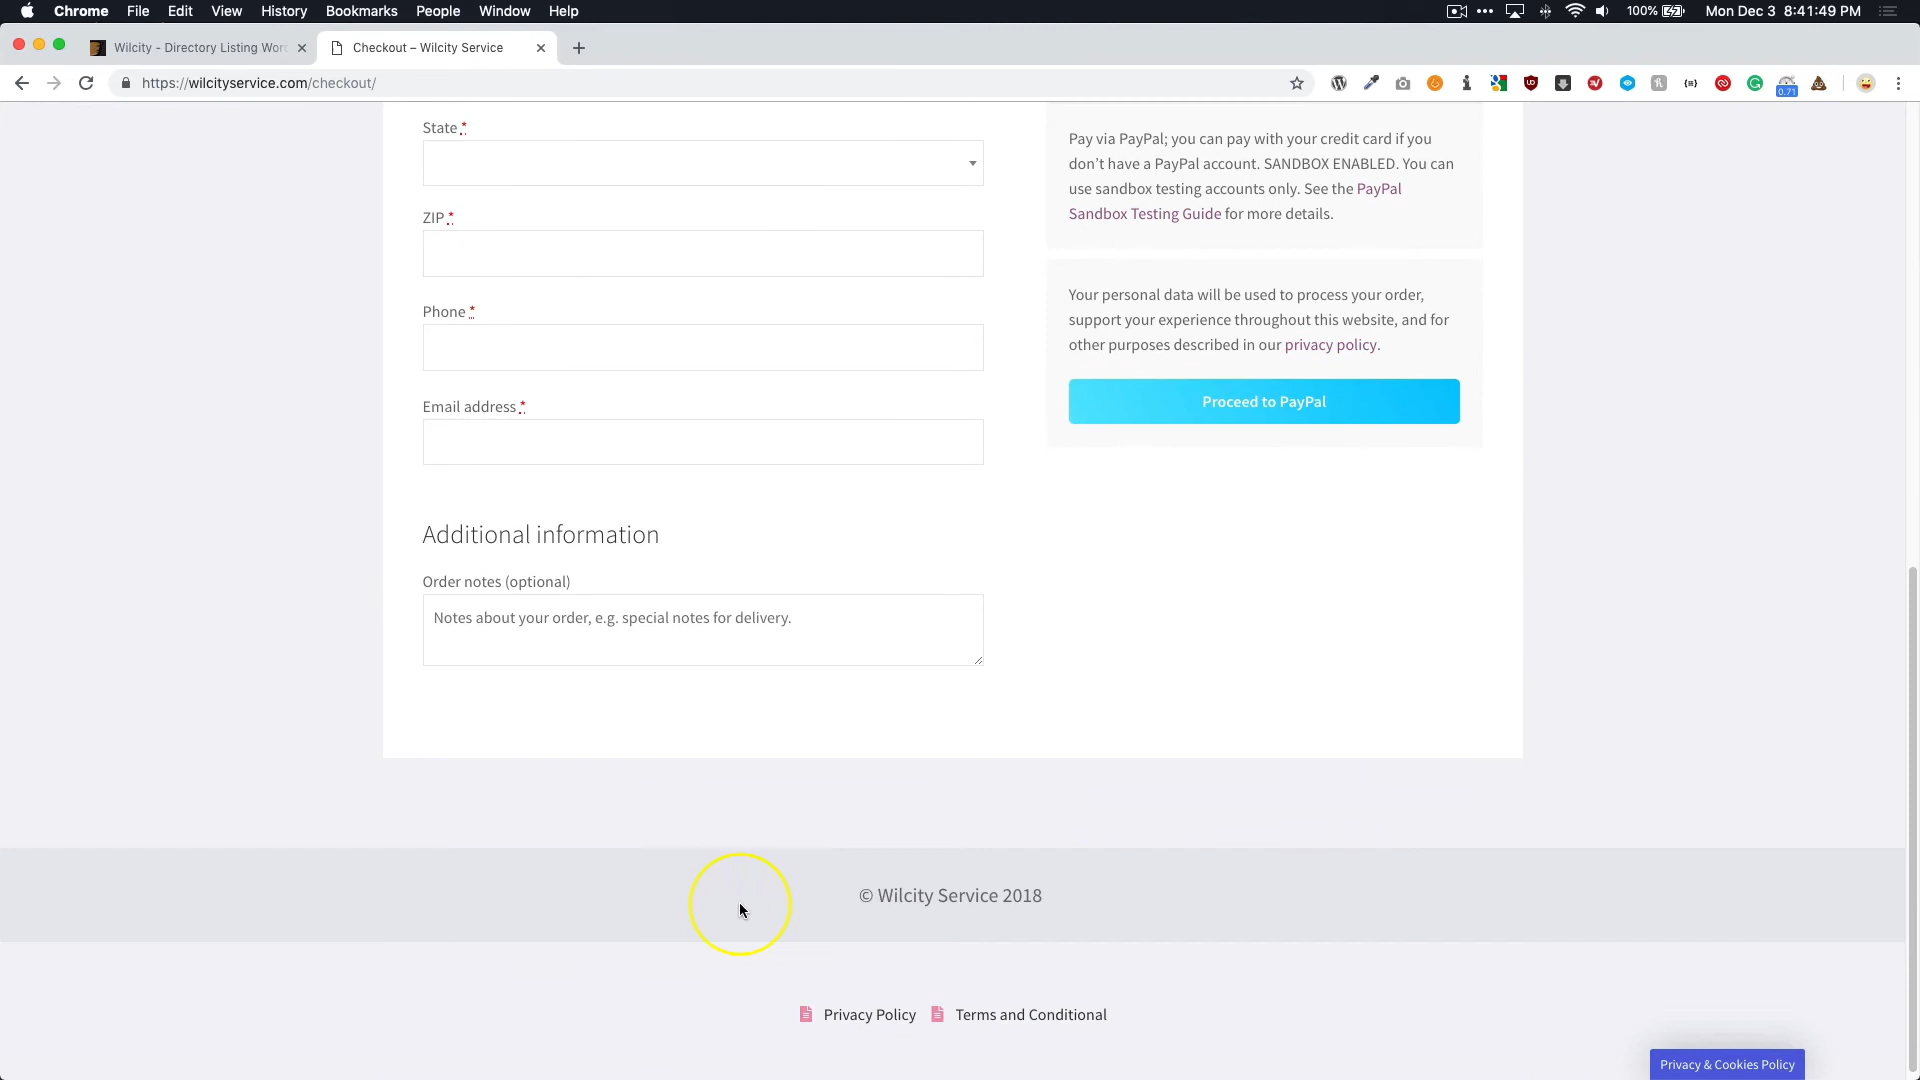 Chrome File Edit View History Bookmarks People Window Help
100%
Mon Dec 3 8:41:49 PM
Wilcity - Directory Listing Wor
Checkout – Wilcity Service
https://wilcityservice.com/checkout/
0.71
State *
ZIP *
Phone *
Email address *
Additional information
Order notes (optional)
Notes about your order, e.g. special notes for delivery.
Pay via PayPal; you can pay with your credit card if you
don’t have a PayPal account. SANDBOX ENABLED. You can
use sandbox testing accounts only. See the PayPal
Sandbox Testing Guide for more details.
Your personal data will be used to process your order,
support your experience throughout this website, and for
other purposes described in our privacy policy.
Proceed to PayPal
© Wilcity Service 2018
Privacy Policy
Terms and Conditional
Privacy & Cookies Policy